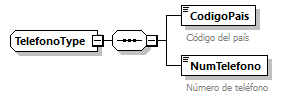 CodigoPais
Código del país
TelefonoType
NumTelefono
Número de teléfono